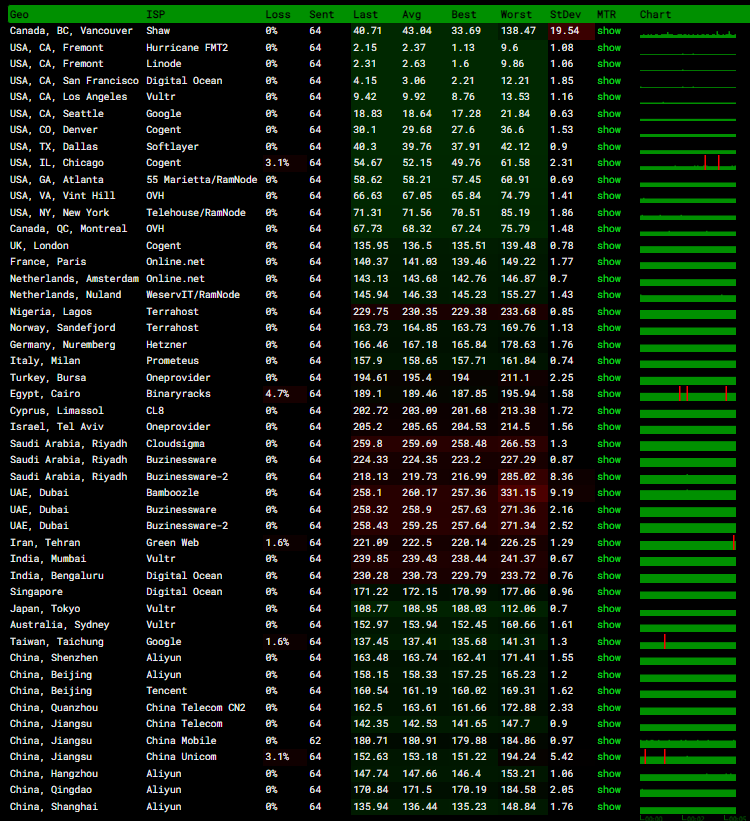 Geo ISP Loss Sent Last Avg Best Worst StDev MTR Chart
Canada, BC, Vancouver Shaw 0% 64 40.71 43.04 33.69 138.47 19.54 show
USA, CA, Fremont Hurricane FMT2 0% 64 2.15 2.37 1.13 9.6 1.08 show
USA, CA, Fremont Linode 0% 64 2.31 2.63 1.6 9.86 1.06 show
USA, CA, San Francisco Digital Ocean 0% 64 4.15 3.06 2.21 12.21 1.85 show
USA, CA, Los Angeles Vultr 0% 64 9.42 9.92 8.76 13.53 1.16 show
USA, CA, Seattle Google 0% 64 18.83 18.64 17.28 21.84 0.63 show
USA, CO, Denver Cogent 0% 64 30.1 29.68 27.6 36.6 1.53 show
USA, TX, Dallas Softlayer 0% 64 40.3 39.76 37.91 42.12 0.9 show
USA, IL, Chicago Cogent 3.1% 64 54.67 52.15 49.76 61.58 2.31 show
USA, GA, Atlanta 55 Marietta/RamNode 0% 64 58.62 58.21 57.45 60.91 0.69 show
USA, VA, Vint Hill OVH 0% 64 66.63 67.05 65.84 74.79 1.41 show
USA, NY, New York Telehouse/RamNode 0% 64 71.31 71.56 70.51 85.19 1.86 show
Canada, QC, Montreal OVH 0% 64 67.73 68.32 67.24 75.79 1.48 show
UK, London Cogent 0% 64 135.95 136.5 135.51 139.48 0.78 show
France, Paris Online.net 0% 64 140.37 141.03 139.46 149.22 1.77 show
Netherlands, Amsterdam Online.net 0% 64 143.13 143.68 142.76 146.87 0.7 show
Netherlands, Nuland WeservIT/RamNode 0% 64 145.94 146.33 145.23 155.27 1.43 show
Nigeria, Lagos Terrahost 0% 64 229.75 230.35 229.38 233.68 0.85 show
Norway, Sandefjord Terrahost 0% 64 163.73 164.85 163.73 169.76 1.13 show
Germany, Nuremberg Hetzner 0% 64 166.46 167.18 165.84 178.63 1.76 show
Italy, Milan Prometeus 0% 64 157.9 158.65 157.71 161.84 0.74 show
Turkey, Bursa Oneprovider 0% 64 194.61 195.4 194 211.1 2.25 show
Egypt, Cairo Binaryracks 4.7% 64 189.1 189.46 187.85 195.94 1.58 show
Cyprus, Limassol CL8 0% 64 202.72 203.09 201.68 213.38 1.72 show
Israel, Tel Aviv Oneprovider 0% 64 205.2 205.65 204.53 214.5 1.56 show
Saudi Arabia, Riyadh Cloudsigma 0% 64 259.8 259.69 258.48 266.53 1.3 show
Saudi Arabia, Riyadh Buzinessware 0% 64 224.33 224.35 223.2 227.29 0.87 show
Saudi Arabia, Riyadh Buzinessware-2 0% 64 218.13 219.73 216.99 285.02 8.36 show
UAE, Dubai Bamboozle 0% 64 258.1 260.17 257.36 331.15 9.19 show
UAE, Dubai Buzinessware 0% 64 258.32 258.9 257.63 271.36 2.16 show
UAE, Dubai Buzinessware-2 0% 64 258.43 259.25 257.64 271.34 2.52 show
Iran, Tehran Green Web 1.6% 64 221.09 222.5 220.14 226.25 1.29 show
India, Mumbai Vultr 0% 64 239.85 239.43 238.44 241.37 0.67 show
India, Bengaluru Digital Ocean 0% 64 230.28 230.73 229.79 233.72 0.76 show
Singapore Digital Ocean 0% 64 171.22 172.15 170.99 177.06 0.96 show
Japan, Tokyo Vultr 0% 64 108.77 108.95 108.03 112.06 0.7 show
Australia, Sydney Vultr 0% 64 152.97 153.94 152.45 160.66 1.61 show
Taiwan, Taichung Google 1.6% 64 137.45 137.41 135.68 141.31 1.3 show
China, Shenzhen Aliyun 0% 64 163.48 163.74 162.41 171.41 1.55 show
China, Beijing Aliyun 0% 64 158.15 158.33 157.25 165.23 1.2 show
China, Beijing Tencent 0% 64 160.54 161.19 160.02 169.31 1.62 show
China, Quanzhou China Telecom CN2 0% 64 162.5 163.61 161.66 172.88 2.33 show
China, Jiangsu China Telecom 0% 64 142.35 142.53 141.65 147.7 0.9 show
China, Jiangsu China Mobile 0% 62 180.71 180.91 179.88 184.86 0.97 show
China, Jiangsu China Unicom 3.1% 64 152.63 153.18 151.22 194.24 5.42 show
China, Hangzhou Aliyun 0% 64 147.74 147.66 146.4 153.21 1.06 show
China, Qingdao Aliyun 0% 64 170.84 171.5 170.19 184.58 2.05 show
China, Shanghai Aliyun 0% 64 135.94 136.44 135.23 148.84 1.76 show